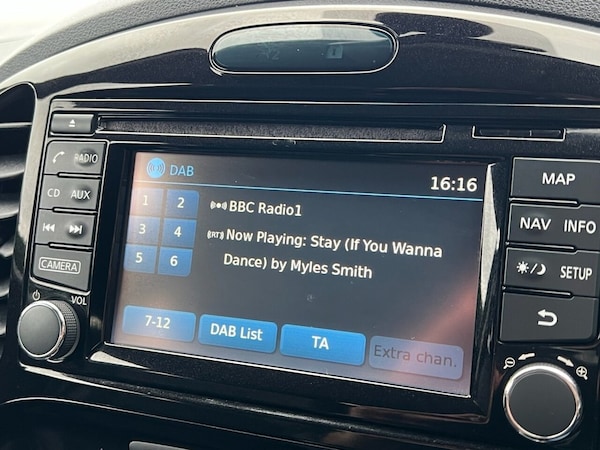 DAB
16:16
1 2
3 4
5 6
BBC Radio1
RT Now Playing: Stay (If You Wanna
Dance) by Myles Smith
7-12
DAB List
TA
Extra chan.
RADIO
CD AUX
CAMERA
VOL
MAP
NAV INFO
SETUP